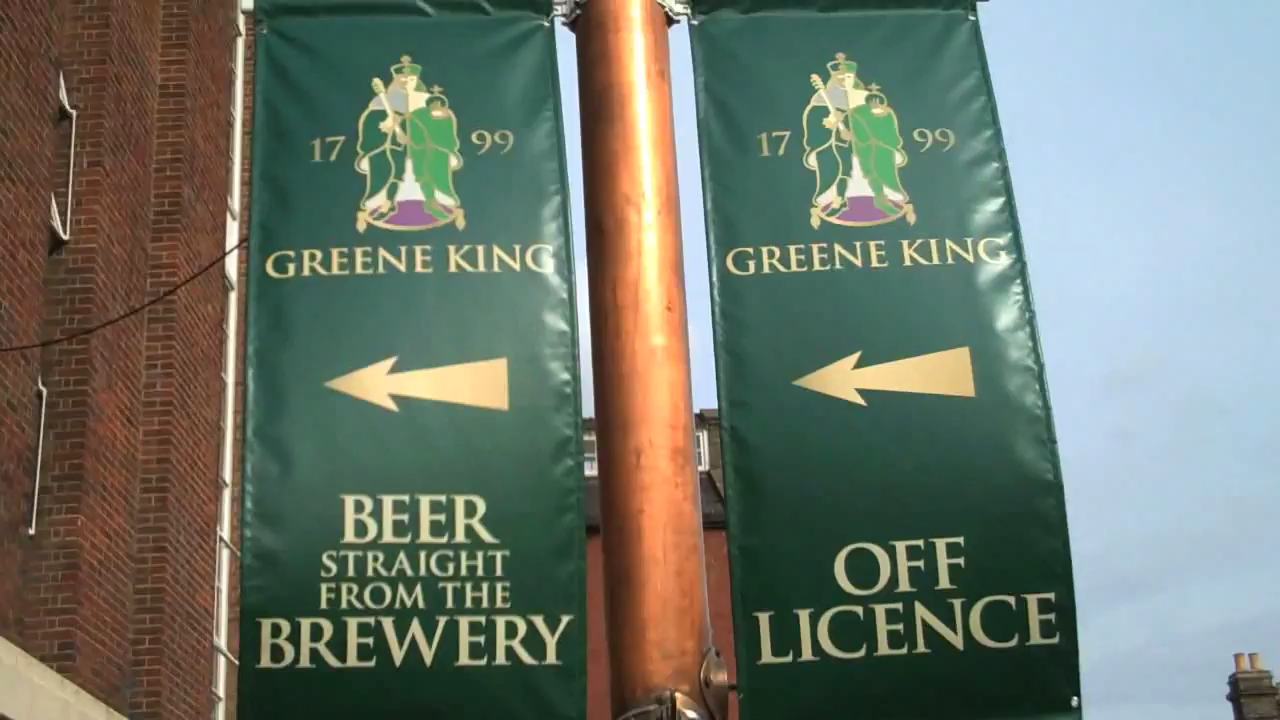 17 99
GREENE KING
BEER
STRAIGHT
FROM THE
BREWERY
17 99
GREENE KING
OFF
LICENCE